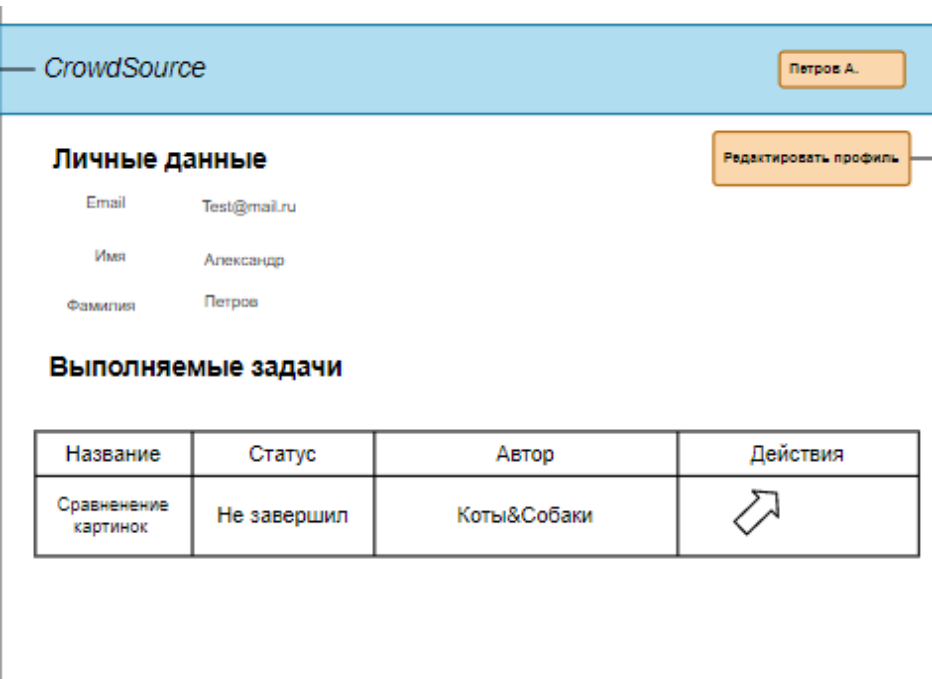 CrowdSource
Петров А.
Личные данные
Редактировать профиль
Email Test@mail.ru
Имя Александр
Фамилия Петров
Выполняемые задачи
Название Статус Автор Действия
Сравненение
картинок
Не завершил
Коты&Собаки